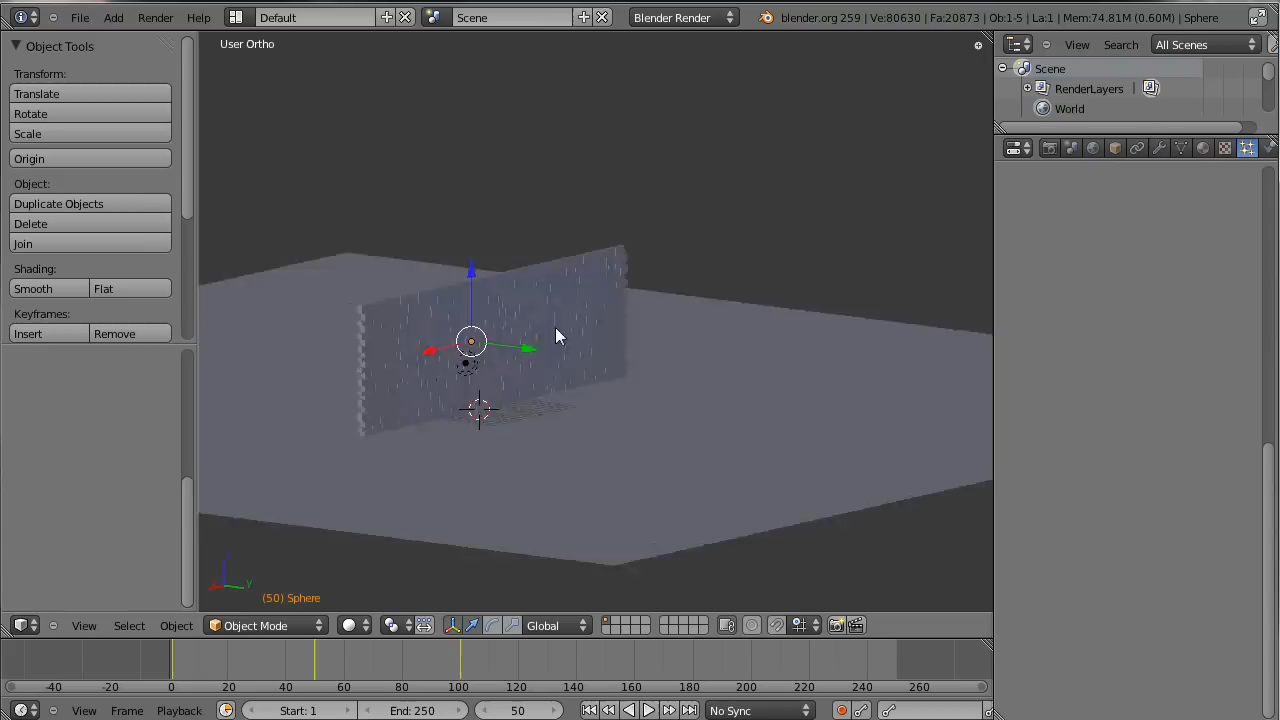 File Add Render Help Default Scene Blender Render blender.org 259 | Ve:80630 | Fa:20873 | Ob:1-5 | La:1 | Mem:74.81M (0.60M) | Sphere
Object Tools
Transform:
Translate
Rotate
Scale
Origin
Object:
Duplicate Objects
Delete
Join
Shading:
Smooth Flat
Keyframes:
Insert Remove
User Ortho
(50) Sphere
View Search All Scenes
Scene
RenderLayers
World
View Select Object Object Mode Global
-40 -20 0 20 40 60 80 100 120 140 160 180 200 220 240 260
View Frame Playback Start: 1 End: 250 50 No Sync